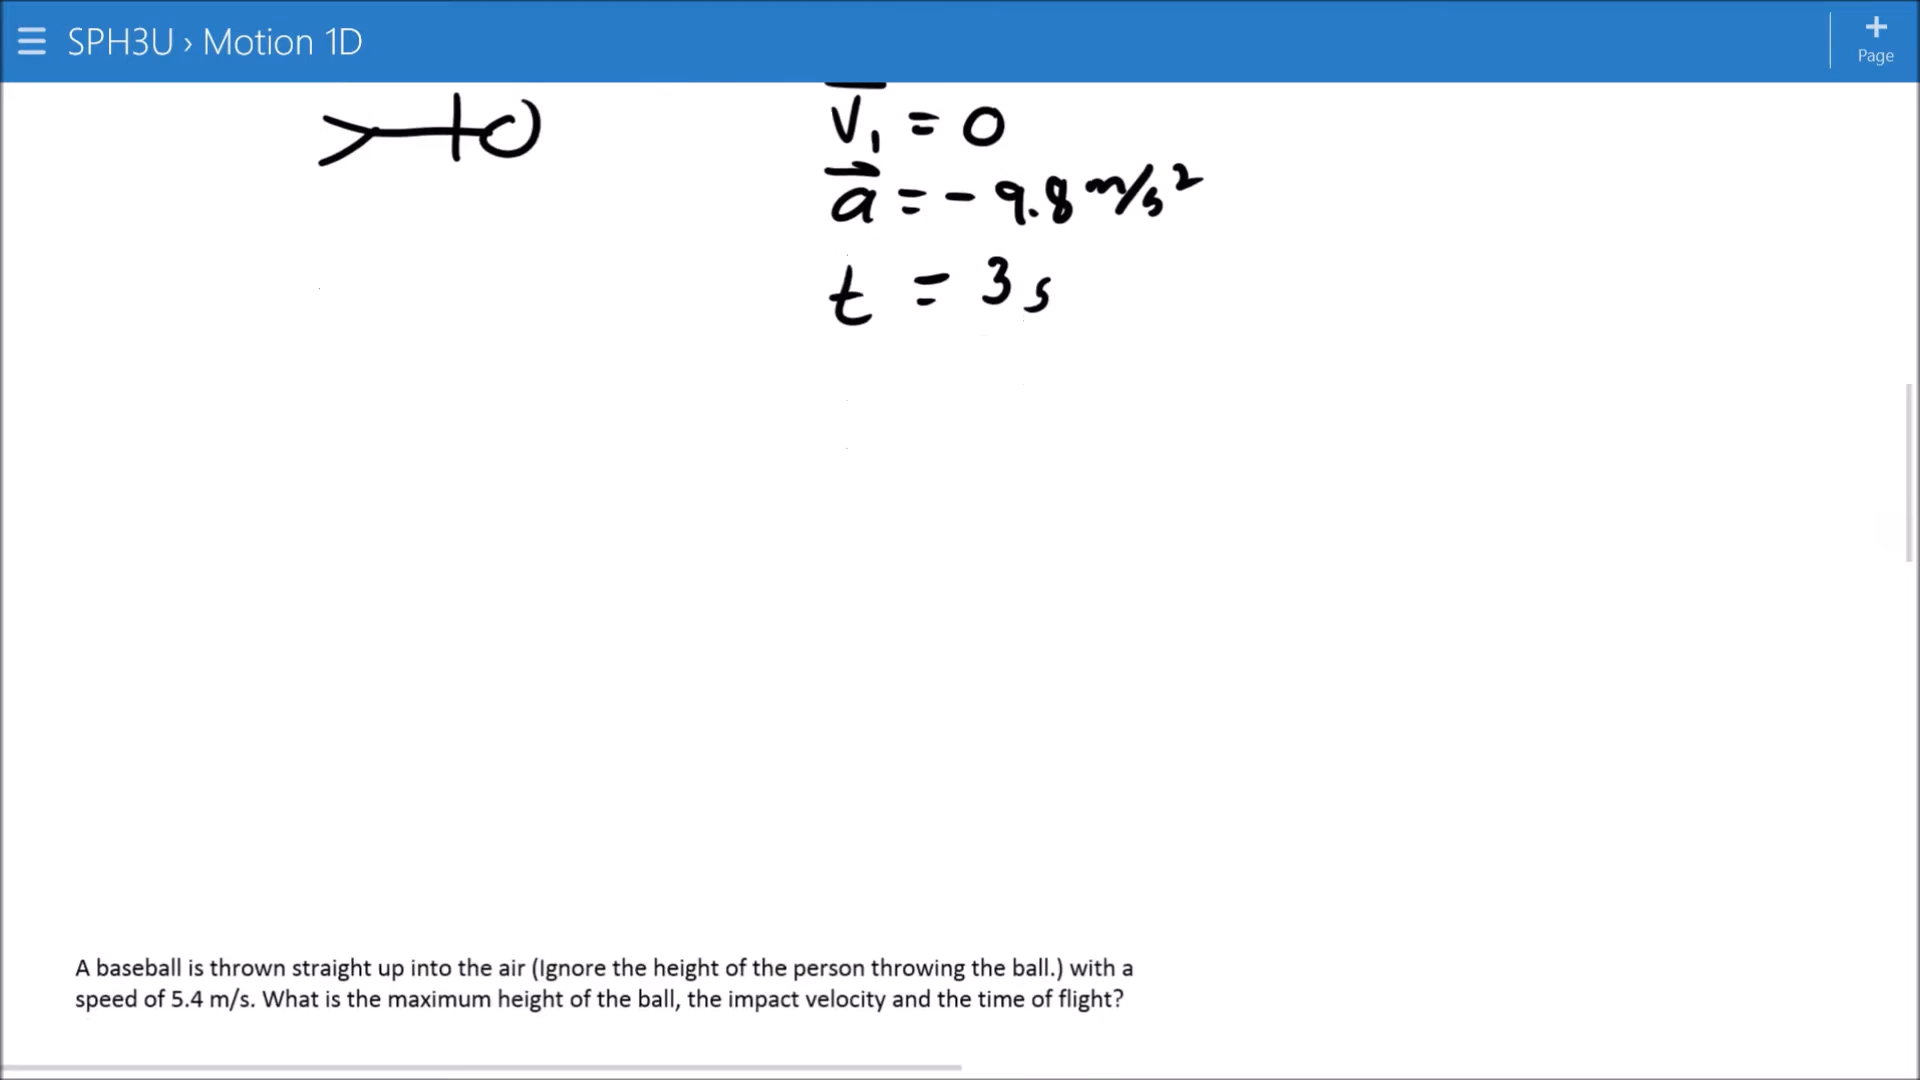 SPH3U › Motion 1D
+
Page
v₁ = 0
a = - 9.8 m/s²
t = 3 s
A baseball is thrown straight up into the air (Ignore the height of the person throwing the ball.) with a
speed of 5.4 m/s. What is the maximum height of the ball, the impact velocity and the time of flight?